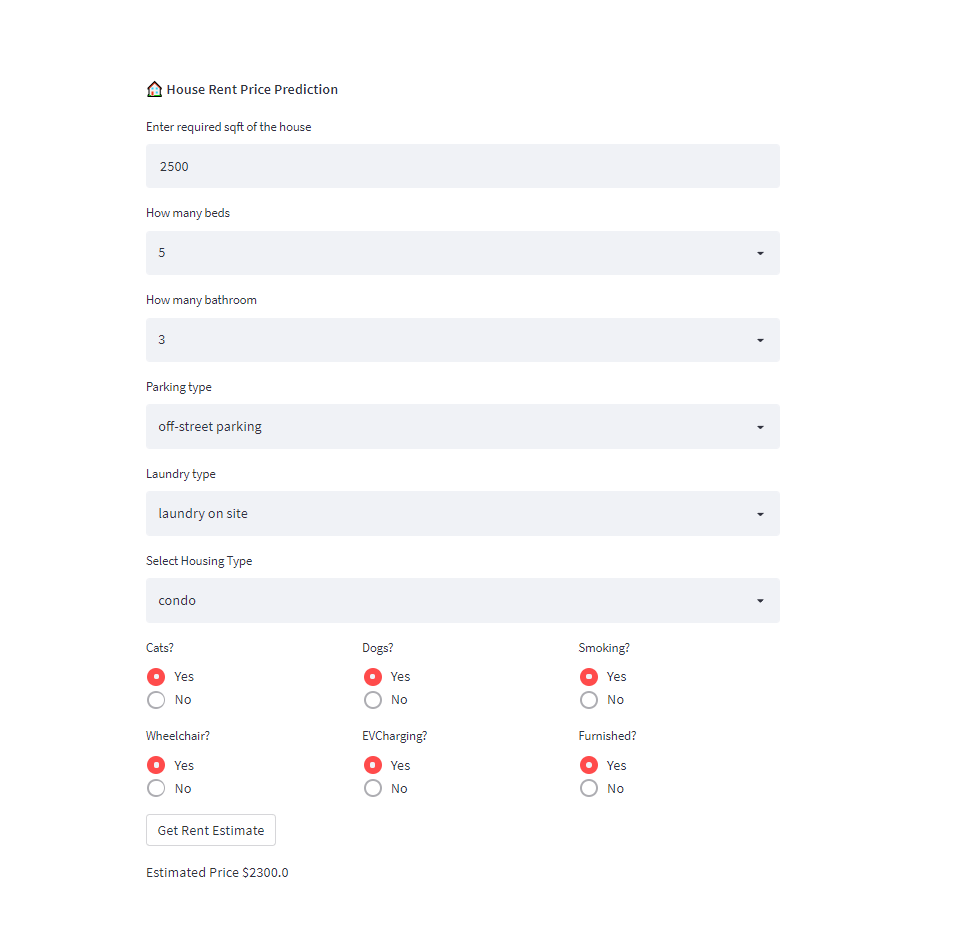 House Rent Price Prediction
Enter required sqft of the house
2500
How many beds
5
How many bathroom
3
Parking type
off-street parking
Laundry type
laundry on site
Select Housing Type
condo
Cats? Dogs? Smoking?
Yes Yes Yes
No No No
Wheelchair? EVCharging? Furnished?
Yes Yes Yes
No No No
Get Rent Estimate
Estimated Price $2300.0